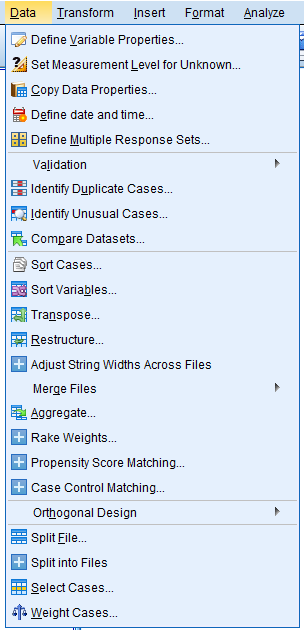 Data Transform Insert Format Analyze
Define Variable Properties...
Set Measurement Level for Unknown...
Copy Data Properties...
Define date and time...
Define Multiple Response Sets...
Validation
Identify Duplicate Cases...
Identify Unusual Cases...
Compare Datasets...
Sort Cases...
Sort Variables...
Transpose...
Restructure...
Adjust String Widths Across Files
Merge Files
Aggregate...
Rake Weights...
Propensity Score Matching...
Case Control Matching...
Orthogonal Design
Split File...
Split into Files
Select Cases...
Weight Cases...